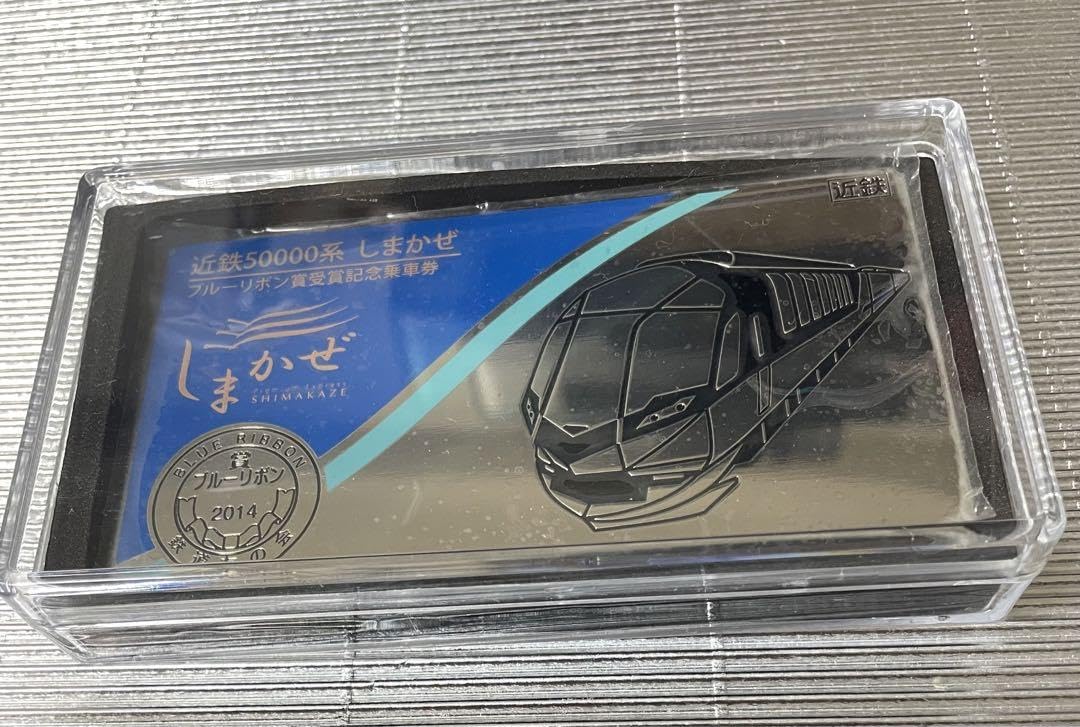 近鉄
近鉄50000系 しまかぜ
ブルーリボン賞受賞記念乗車券
しまかぜ
Premium Express
SHIMAKAZE
BLUE RIBBON
賞
ブルーリボン
2014